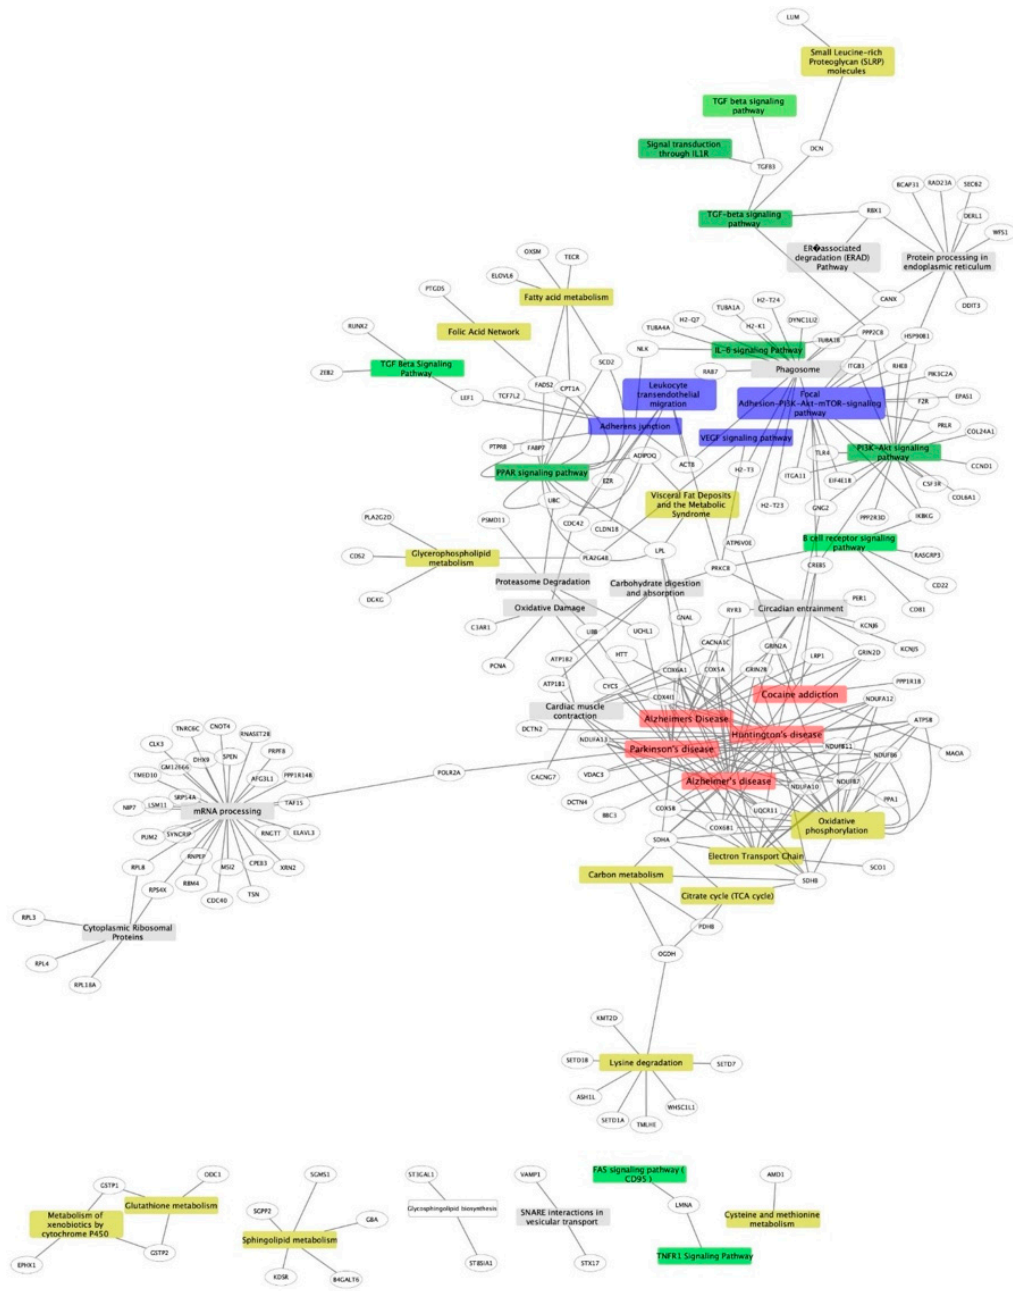 LUM
Small Leucine-rich
Proteoglycan (SLRP)
molecules
TGF beta signaling
pathway
Signal transduction
through IL1R
DCN
TGFB3
BCAP31
RAD23A
SEC62
TGF-beta signaling
pathway
RBX1
DERL1
WFS1
ER�associated
degradation (ERAD)
Pathway
Protein processing in
endoplasmic reticulum
OXSM
TECR
ELOVL6
PTGDS
Fatty acid metabolism
CANX
DDIT3
H2-T24
TUBA1A
H2-Q7
H2-K1
DYNC1LI2
TUBA4A
RUNX2
Folic Acid Network
PPP2CB
HSP90B1
NLK
IL-6 signaling Pathway
SCD2
ZEB2
TGF Beta Signaling
Pathway
RAB7
Phagosome
ITGB3
RHEB
PIK3C2A
FADS2
CPT1A
Leukocyte
transendothelial
migration
Focal
Adhesion-PI3K-Akt-mTOR-signaling
pathway
F2R
EPAS1
LEF1
TCF7L2
Adherens junction
VEGF signaling pathway
PRLR
COL24A1
PTPRB
FABP7
ADIPOQ
ACTB
TLR4
PI3K-Akt signaling
pathway
CCND1
PPAR signaling pathway
EZR
H2-T3
ITGA11
EIF4E1B
CSF3R
COL6A1
UBC
Visceral Fat Deposits
and the Metabolic
Syndrome
H2-T23
GNG2
PPP2R3D
IKBKG
PLA2G2D
PSMD11
CDC42
CLDN18
ATP6V0E
B cell receptor signaling
pathway
CDS2
Glycerophospholipid
metabolism
PLA2G4B
LPL
PRKCB
CREB5
RASGRP3
CD22
Proteasome Degradation
Carbohydrate digestion
and absorption
DGKG
Oxidative Damage
Circadian entrainment
PER1
CD81
C3AR1
UBB
UCHL1
GNAL
RYR3
KCNJ6
KCNJ5
PCNA
ATP1B2
HTT
CACNA1C
GRIN2A
LRP1
GRIN2D
COX6A1
COX5A
GRIN2B
ATP1B1
CYCS
COX4I1
Cocaine addiction
PPP1R1B
NDUFA12
Cardiac muscle
contraction
Alzheimers Disease
Huntington's disease
ATP5B
DCTN2
NDUFA13
Parkinson's disease
NDUFB11
NDUFB6
MAOA
CACNG7
VDAC3
Alzheimer's disease
NDUFA10
NDUFB7
PPA1
DCTN4
BBC3
COX5B
UQCR11
COX6B1
Oxidative
phosphorylation
SDHA
Electron Transport Chain
SCO1
Carbon metabolism
SDHB
Citrate cycle (TCA cycle)
PDHB
OGDH
TNRC6C
CNOT4
RNASET2B
CLK3
DHX9
SPEN
PRPF8
TMED10
GM12666
AFG3L1
PPP1R14B
POLR2A
NIP7
LSM11
SRP54A
TAF15
mRNA processing
PUM2
SYNCRIP
RNGTT
ELAVL3
RPL8
RNPEP
MSI2
CPEB3
XRN2
RPS4X
RBM4
CDC40
TSN
RPL3
Cytoplasmic Ribosomal
Proteins
RPL4
RPL18A
KMT2D
SETD1B
Lysine degradation
SETD7
ASH1L
SETD1A
TMLHE
WHSC1L1
GSTP1
ODC1
Glutathione metabolism
Metabolism of
xenobiotics by
cytochrome P450
EPHX1
GSTP2
SGMS1
SGPP2
GBA
Sphingolipid metabolism
KDSR
B4GALT6
ST3GAL1
Glycosphingolipid biosynthesis
ST8SIA1
VAMP1
SNARE interactions in
vesicular transport
STX17
FAS signaling pathway (
CD95 )
LMNA
TNFR1 Signaling Pathway
AMD1
Cysteine and methionine
metabolism